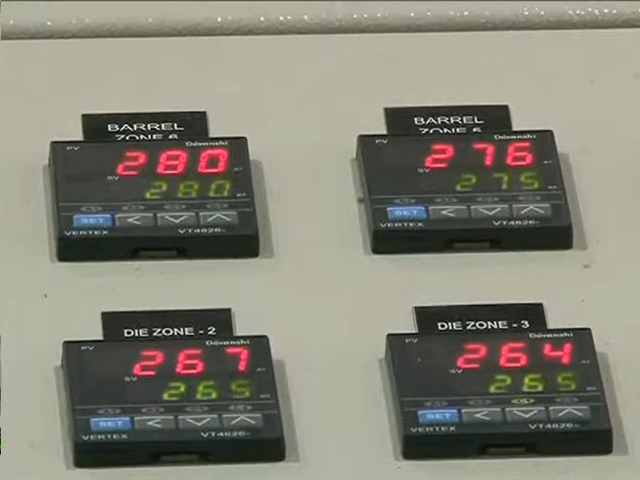 BARREL
ZONE 6
PV Devanshi
280
SV 280
SET
VERTEX VT4826
BARREL
ZONE 5
PV Devanshi
276
SV 275
SET
VERTEX VT4826
DIE ZONE - 2
PV Devanshi
267
SV 265
SET
VERTEX VT4826
DIE ZONE - 3
PV Devanshi
264
SV 265
SET
VERTEX VT4826